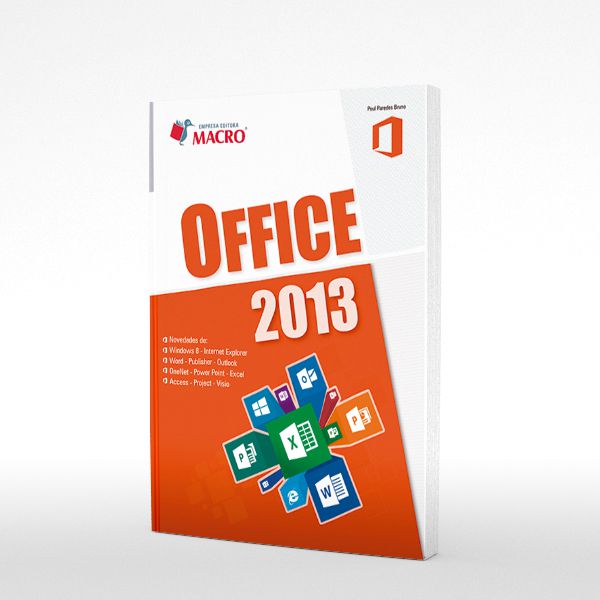 Paul Paredes Bruno
EMPRESA EDITORA
MACRO®
OFFICE
2013
Novedades de:
Windows 8 - Internet Explorer
Word - Publisher - Outlook
OneNet - Power Point - Excel
Access - Project - Visio